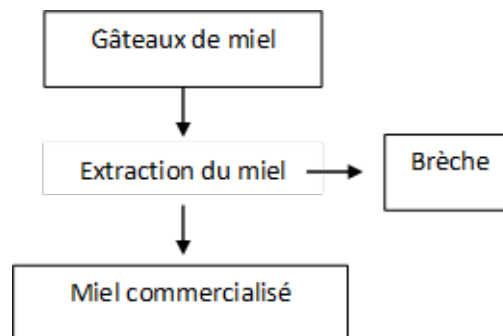 Gâteaux de miel
Extraction du miel
Brèche
Miel commercialisé